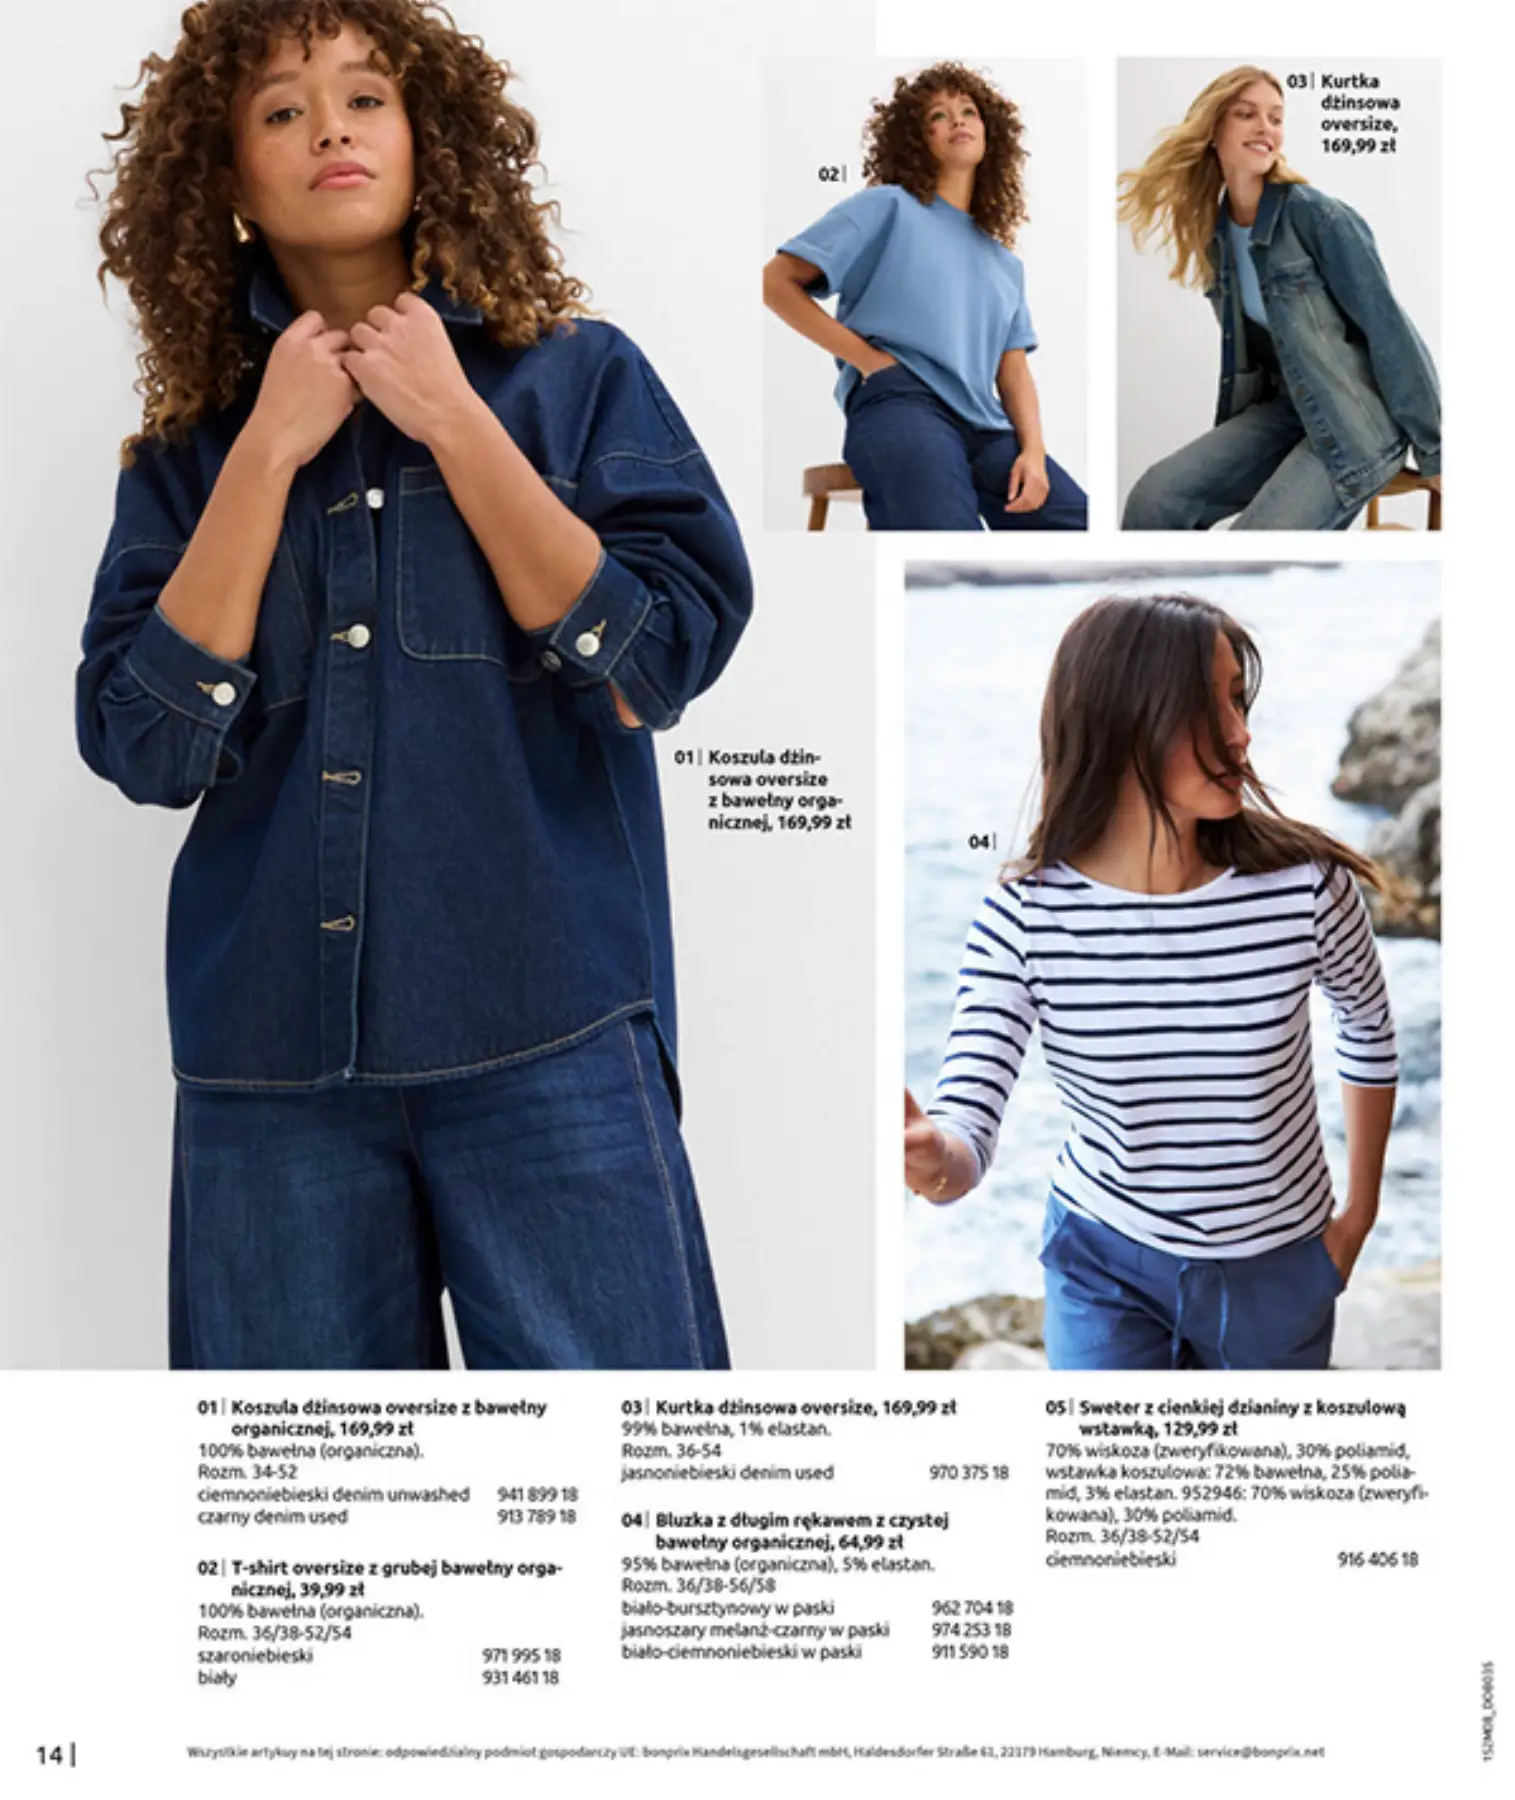 03| Kurtka
dżinsowa
oversize,
169,99 zł
02|
01| Koszula dżin-
sowa oversize
z bawełny orga-
nicznej, 169,99 zł
04|
01| Koszula dżinsowa oversize z bawełny
organicznej, 169,99 zł
100% bawełna (organiczna).
Rozm. 34-52
ciemnoniebieski denim unwashed 941 899 18
czarny denim used 913 789 18
02| T-shirt oversize z grubej bawełny orga-
nicznej, 39,99 zł
100% bawełna (organiczna).
Rozm. 36/38-52/54
szaroniebieski 971 995 18
biały 931 461 18
03| Kurtka dżinsowa oversize, 169,99 zł
99% bawełna, 1% elastan.
Rozm. 36-54
jasnoniebieski denim used 970 375 18
04| Bluzka z długim rękawem z czystej
bawełny organicznej, 64,99 zł
95% bawełna (organiczna), 5% elastan.
Rozm. 36/38-56/58
biało-bursztynowy w paski 962 704 18
jasnoszary melanż-czarny w paski 974 253 18
biało-ciemnoniebieski w paski 911 590 18
05| Sweter z cienkiej dzianiny z koszulową
wstawką, 129,99 zł
70% wiskoza (zweryfikowana), 30% poliamid,
wstawka koszulowa: 72% bawełna, 25% polia-
mid, 3% elastan. 952946: 70% wiskoza (zweryfi-
kowana), 30% poliamid.
Rozm. 36/38-52/54
ciemnoniebieski 916 406 18
152M08_DOB035
14 |
Wszystkie artykuy na tej stronie: odpowiedzialny podmiot gospodarczy UE: bonprix Handelsgesellschaft mbH, Haldesdorfer Straße 61, 22179 Hamburg, Niemcy, E-Mail: service@bonprix.net